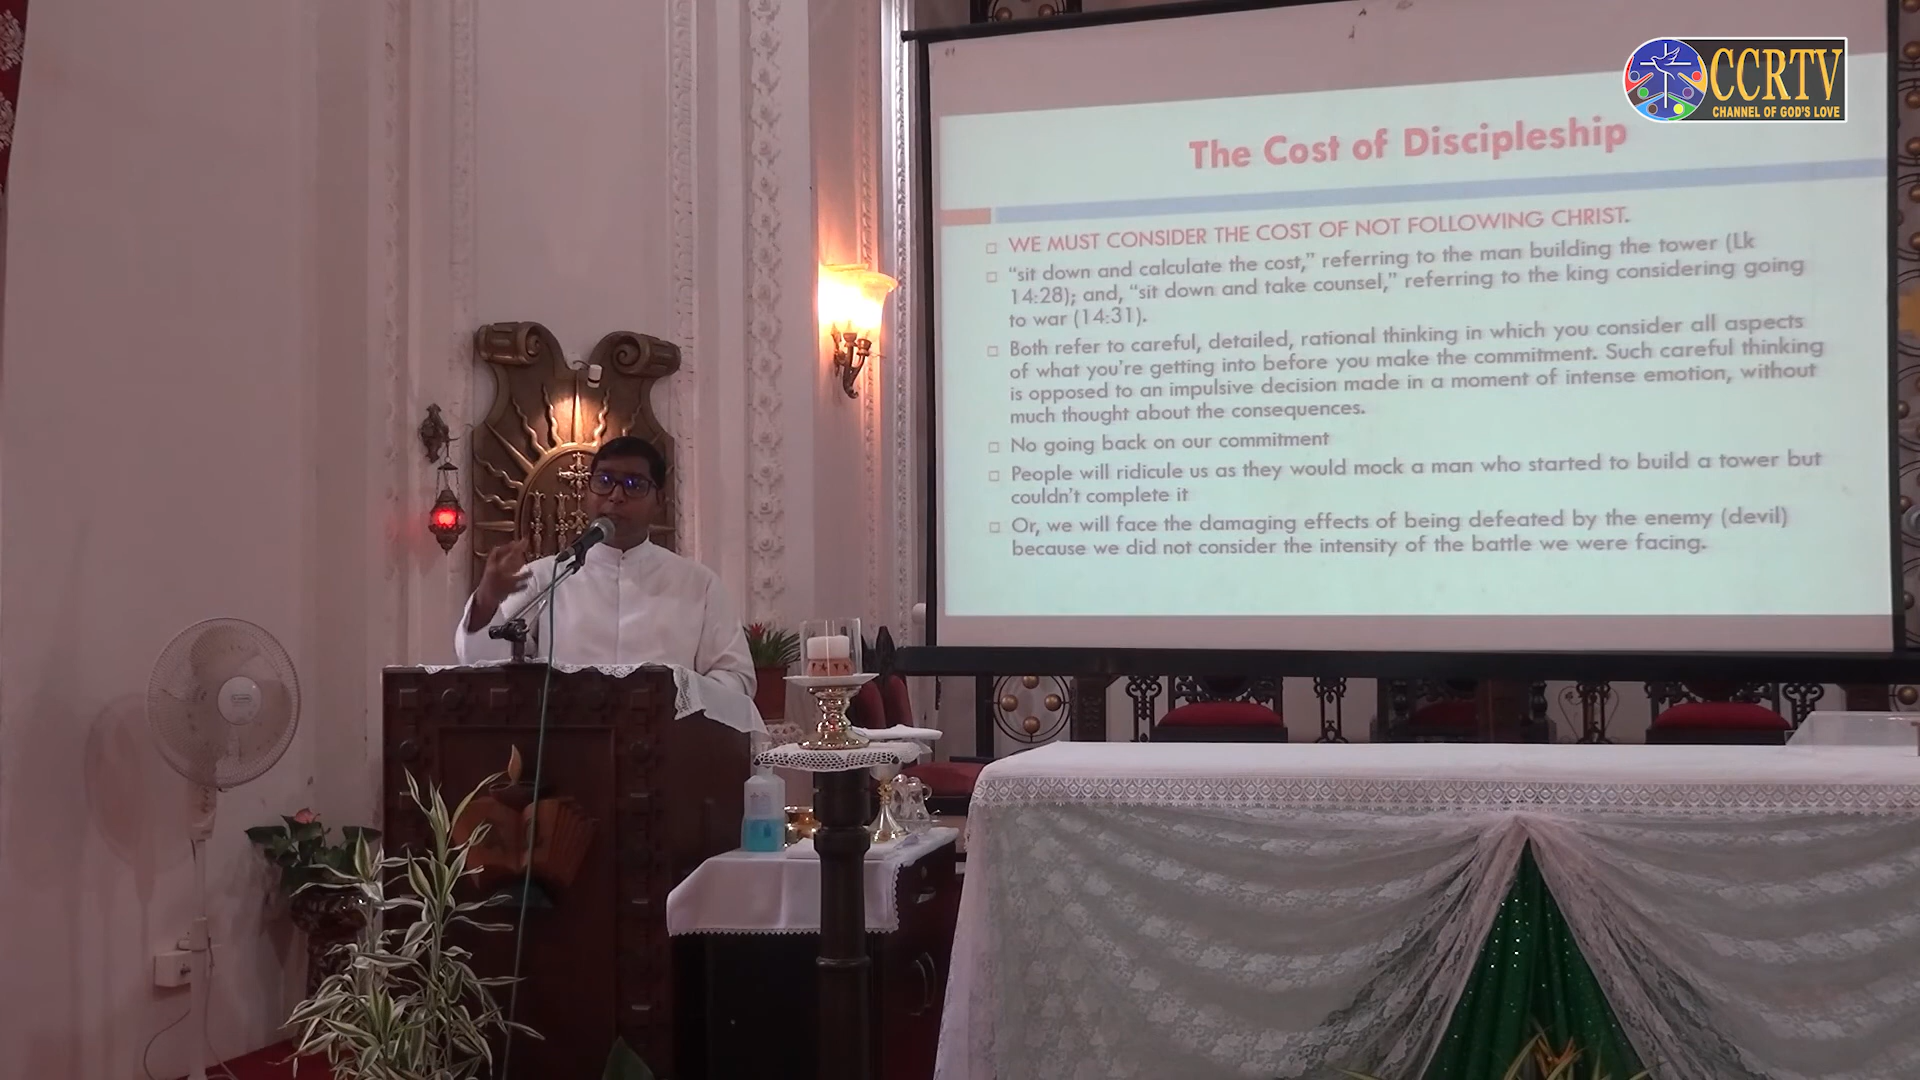 CCRTV
CHANNEL OF GOD'S LOVE
The Cost of Discipleship
WE MUST CONSIDER THE COST OF NOT FOLLOWING CHRIST.
"sit down and calculate the cost," referring to the man building the tower (Lk
14:28); and, "sit down and take counsel," referring to the king considering going
to war (14:31).
Both refer to careful, detailed, rational thinking in which you consider all aspects
of what you're getting into before you make the commitment. Such careful thinking
is opposed to an impulsive decision made in a moment of intense emotion, without
much thought about the consequences.
No going back on our commitment
People will ridicule us as they would mock a man who started to build a tower but
couldn't complete it
Or, we will face the damaging effects of being defeated by the enemy (devil)
because we did not consider the intensity of the battle we were facing.